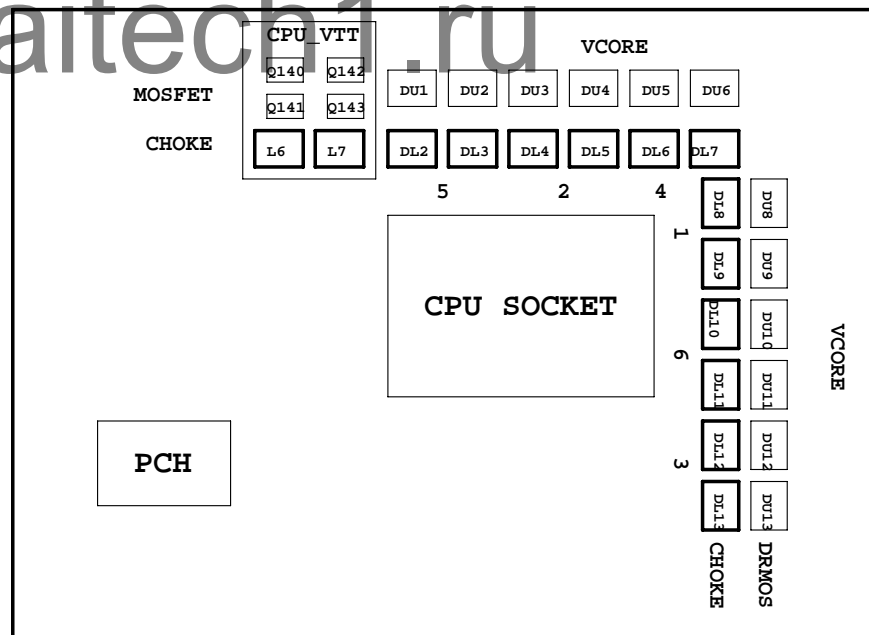 aitech1.ru
CPU_VTT
VCORE
Q140 Q142
MOSFET
DU1 DU2 DU3 DU4 DU5 DU6
Q141 Q143
CHOKE
L6 L7 DL2 DL3 DL4 DL5 DL6 DL7
5 2 4
DL8 DU8
1
DL9 DU9
CPU SOCKET
DL10 DU10
VCORE
6
DL11 DU11
PCH
DL12 DU12
3
DL13 DU13
CHOKE DRMOS